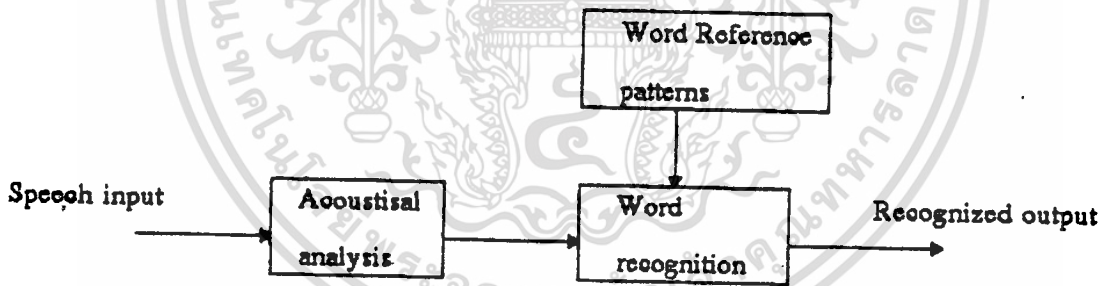 Word Reference
patterns
Speech input
Acoustisal
analysis
Word
recognition
Recognized output